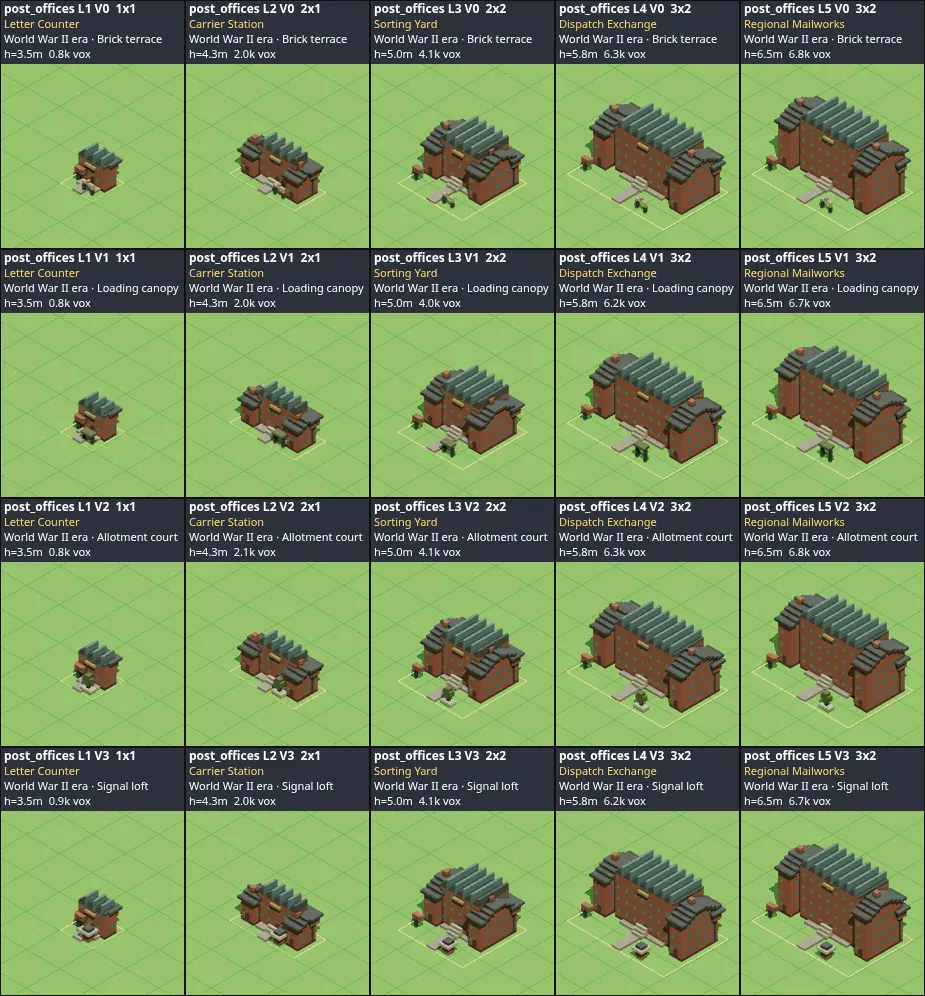 post_offices L1 V0 1x1
Letter Counter
World War II era · Brick terrace
h=3.5m 0.8k vox
post_offices L2 V0 2x1
Carrier Station
World War II era · Brick terrace
h=4.3m 2.0k vox
post_offices L3 V0 2x2
Sorting Yard
World War II era · Brick terrace
h=5.0m 4.1k vox
post_offices L4 V0 3x2
Dispatch Exchange
World War II era · Brick terrace
h=5.8m 6.3k vox
post_offices L5 V0 3x2
Regional Mailworks
World War II era · Brick terrace
h=6.5m 6.8k vox
post_offices L1 V1 1x1
Letter Counter
World War II era · Loading canopy
h=3.5m 0.8k vox
post_offices L2 V1 2x1
Carrier Station
World War II era · Loading canopy
h=4.3m 2.0k vox
post_offices L3 V1 2x2
Sorting Yard
World War II era · Loading canopy
h=5.0m 4.0k vox
post_offices L4 V1 3x2
Dispatch Exchange
World War II era · Loading canopy
h=5.8m 6.2k vox
post_offices L5 V1 3x2
Regional Mailworks
World War II era · Loading canopy
h=6.5m 6.7k vox
post_offices L1 V2 1x1
Letter Counter
World War II era · Allotment court
h=3.5m 0.8k vox
post_offices L2 V2 2x1
Carrier Station
World War II era · Allotment court
h=4.3m 2.1k vox
post_offices L3 V2 2x2
Sorting Yard
World War II era · Allotment court
h=5.0m 4.1k vox
post_offices L4 V2 3x2
Dispatch Exchange
World War II era · Allotment court
h=5.8m 6.3k vox
post_offices L5 V2 3x2
Regional Mailworks
World War II era · Allotment court
h=6.5m 6.8k vox
post_offices L1 V3 1x1
Letter Counter
World War II era · Signal loft
h=3.5m 0.9k vox
post_offices L2 V3 2x1
Carrier Station
World War II era · Signal loft
h=4.3m 2.0k vox
post_offices L3 V3 2x2
Sorting Yard
World War II era · Signal loft
h=5.0m 4.1k vox
post_offices L4 V3 3x2
Dispatch Exchange
World War II era · Signal loft
h=5.8m 6.2k vox
post_offices L5 V3 3x2
Regional Mailworks
World War II era · Signal loft
h=6.5m 6.7k vox